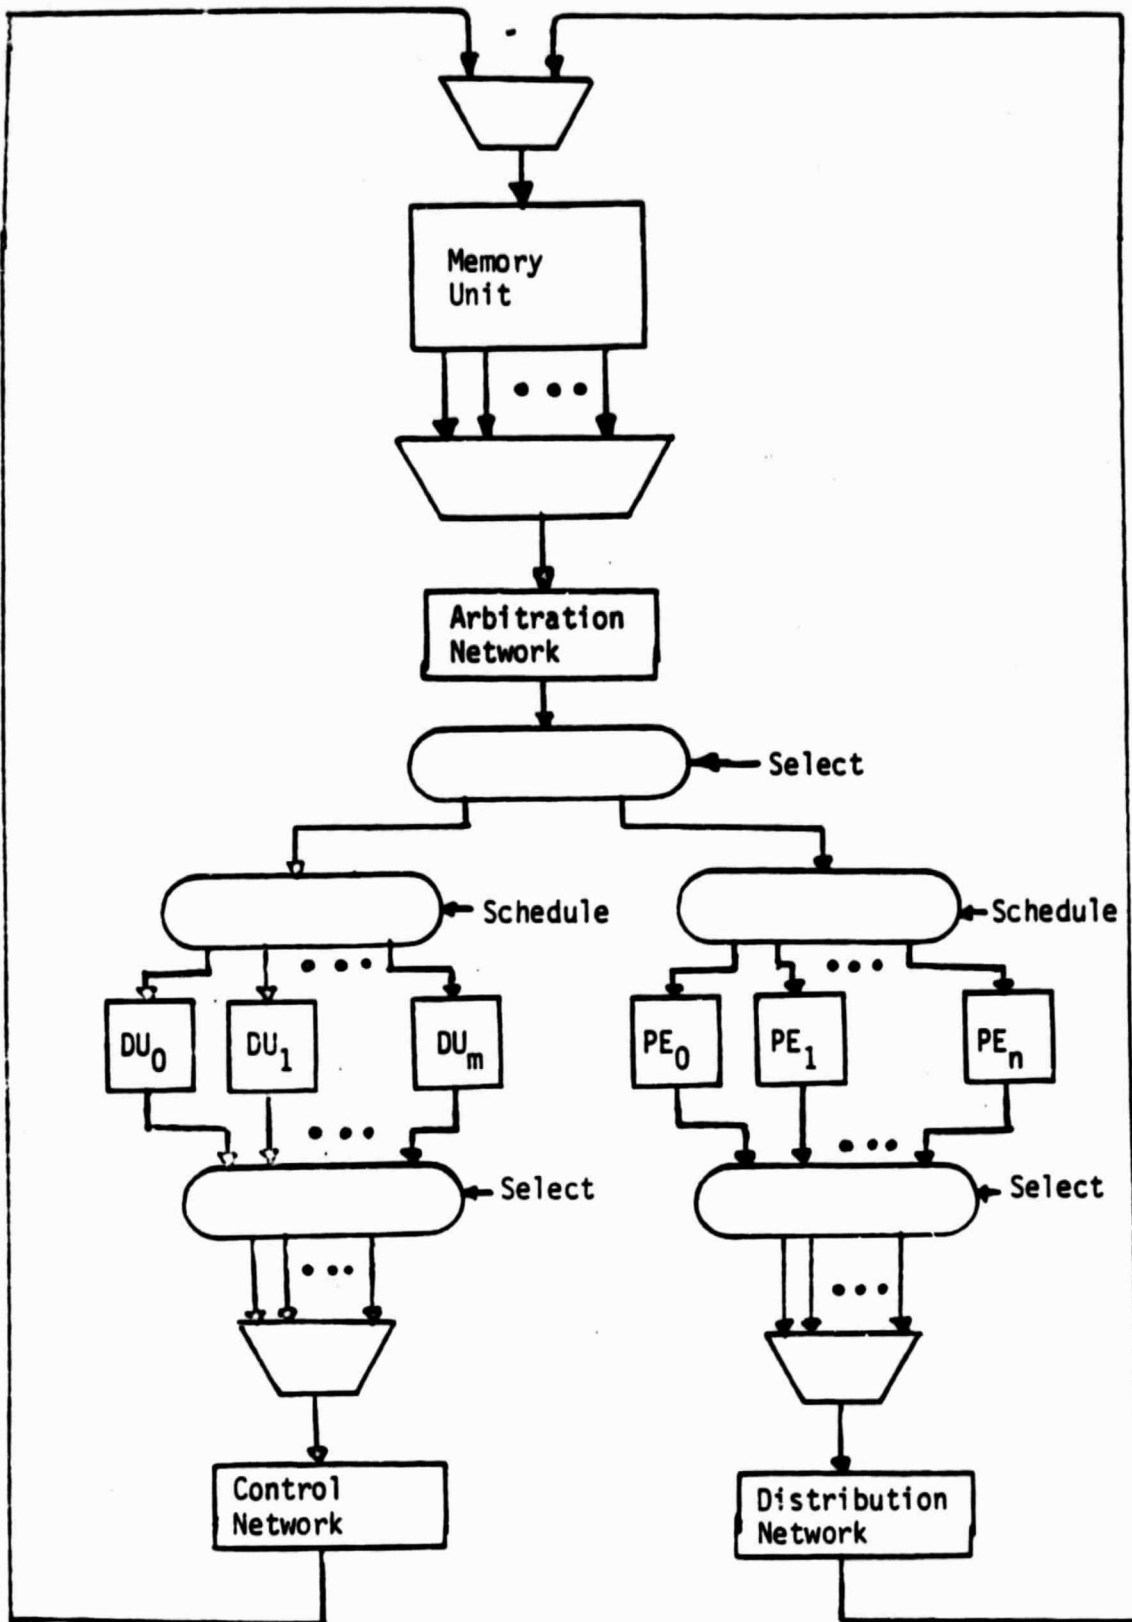 Memory
Unit
Arbitration
Network
Select
Schedule
Schedule
DU0
DU1
DUm
PE0
PE1
PEn
Select
Select
Control
Network
Distribution
Network